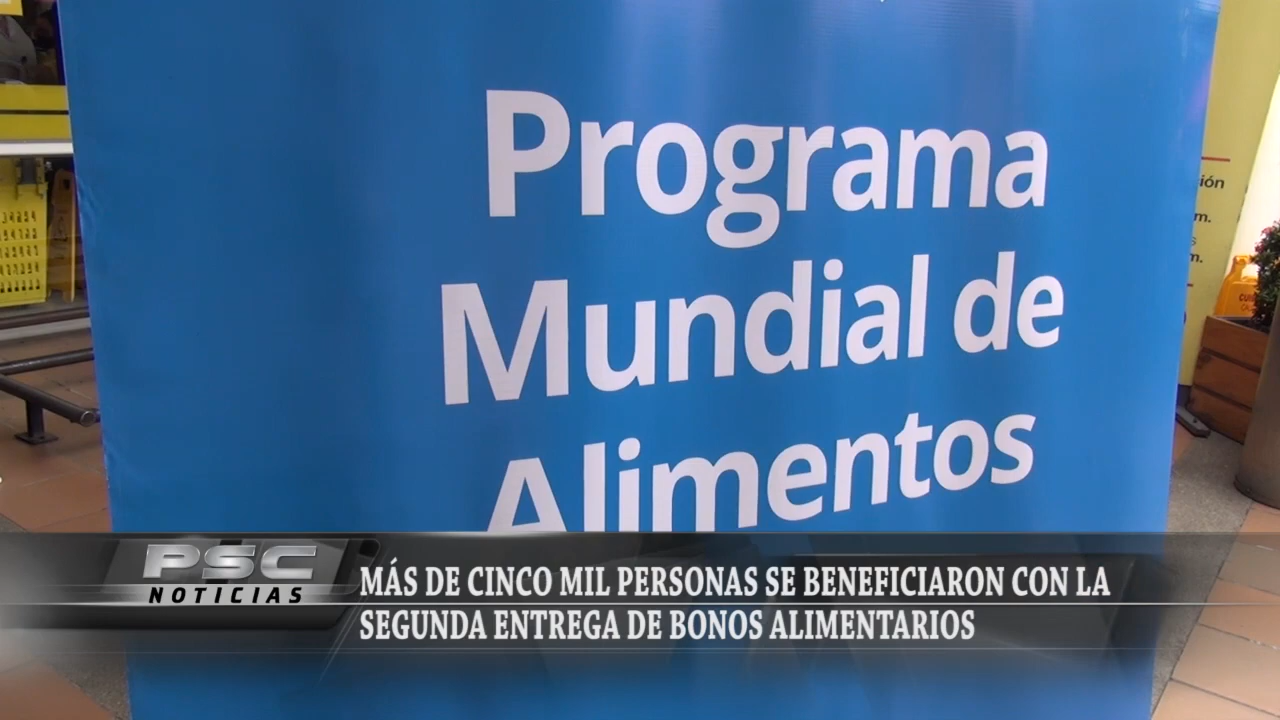 Programa
Mundial de
Alimentos
ión
m.
m.
PSC
NOTICIAS
MÁS DE CINCO MIL PERSONAS SE BENEFICIARON CON LA
SEGUNDA ENTREGA DE BONOS ALIMENTARIOS